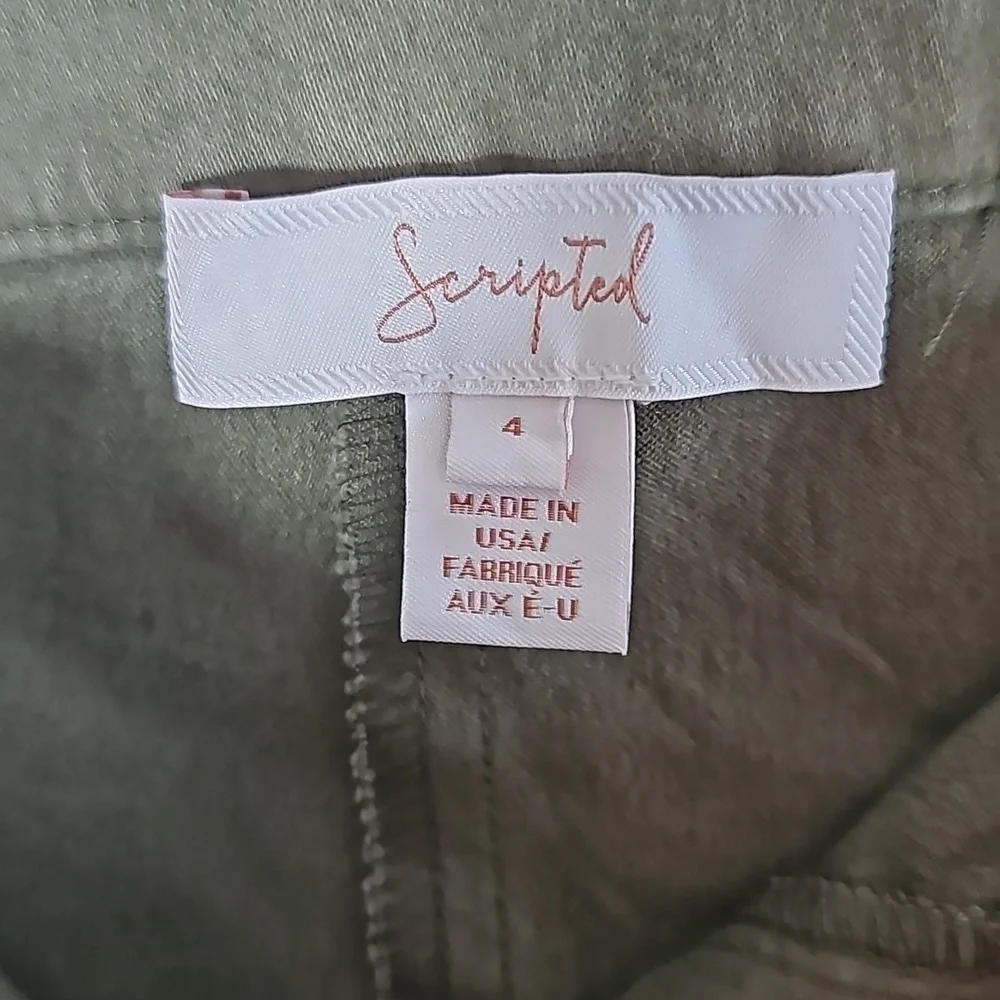 Scripted
4
MADE IN
USA/
FABRIQUÉ
AUX É-U